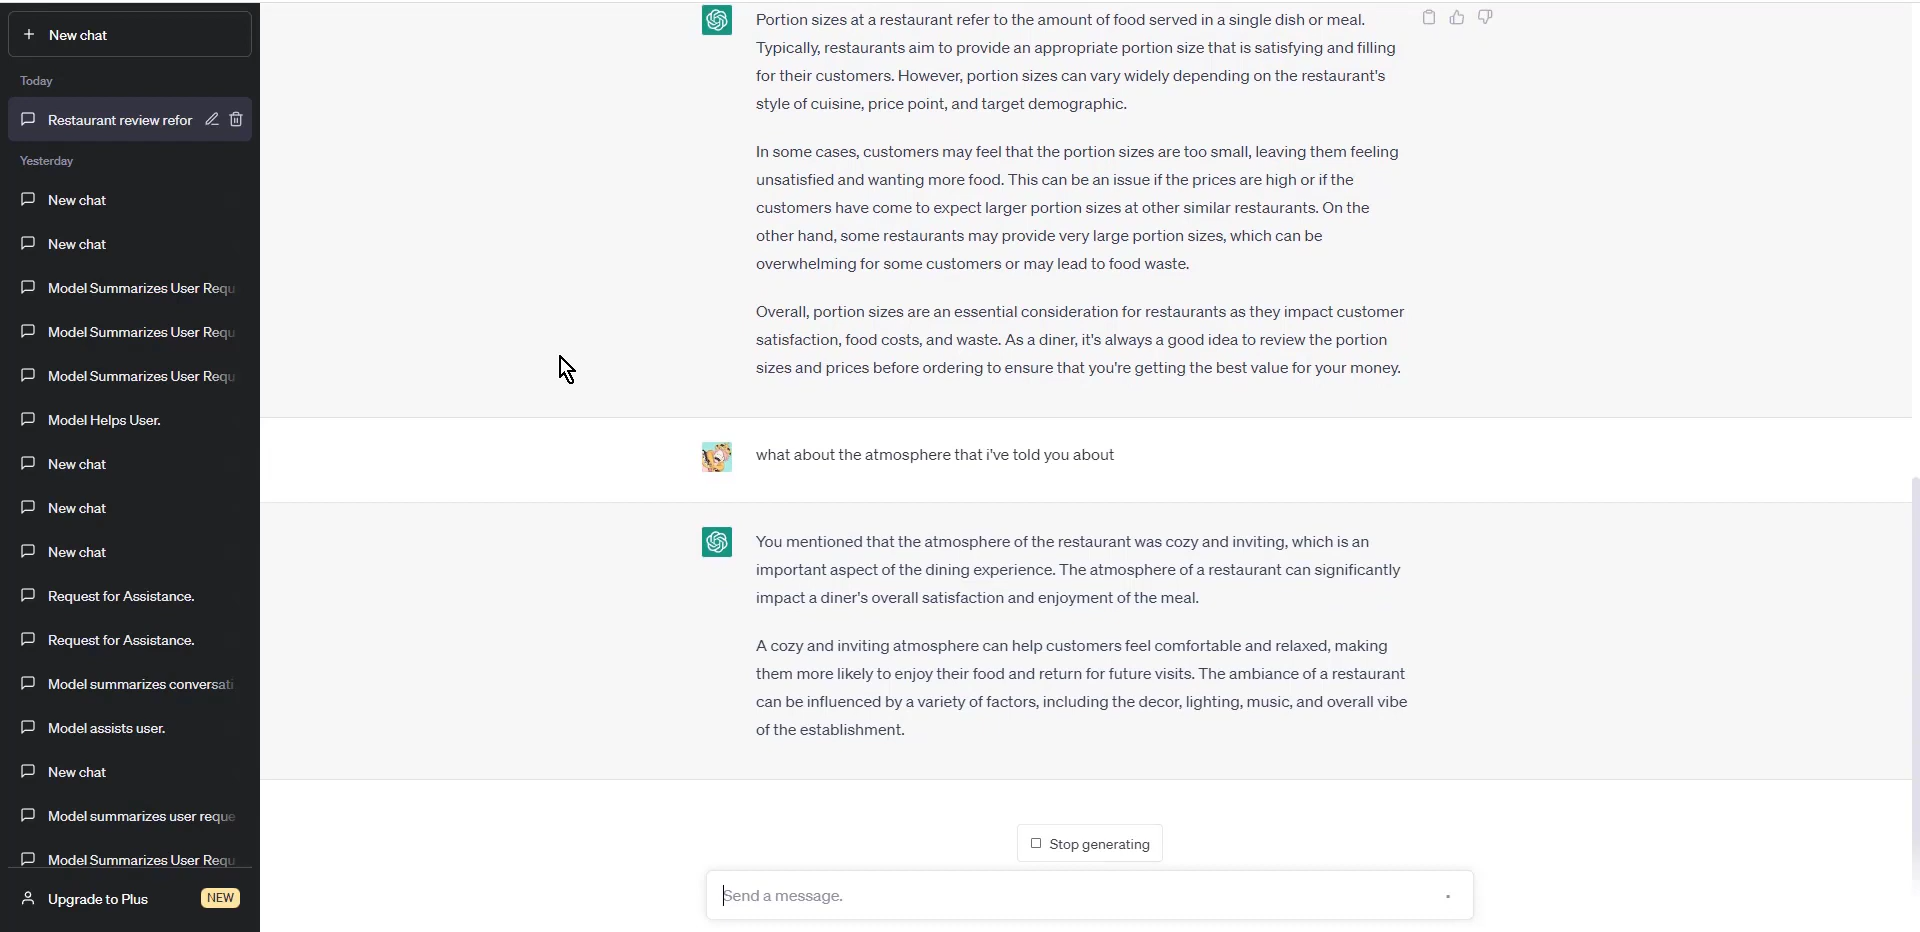 New chat
Today
Restaurant review refor
Yesterday
New chat
New chat
Model Summarizes User Requ
Model Summarizes User Requ
Model Summarizes User Requ
Model Helps User.
New chat
New chat
New chat
Request for Assistance.
Request for Assistance.
Model summarizes conversati
Model assists user.
New chat
Model summarizes user reque
Model Summarizes User Requ
Upgrade to Plus NEW
Portion sizes at a restaurant refer to the amount of food served in a single dish or meal.
Typically, restaurants aim to provide an appropriate portion size that is satisfying and filling
for their customers. However, portion sizes can vary widely depending on the restaurant's
style of cuisine, price point, and target demographic.
In some cases, customers may feel that the portion sizes are too small, leaving them feeling
unsatisfied and wanting more food. This can be an issue if the prices are high or if the
customers have come to expect larger portion sizes at other similar restaurants. On the
other hand, some restaurants may provide very large portion sizes, which can be
overwhelming for some customers or may lead to food waste.
Overall, portion sizes are an essential consideration for restaurants as they impact customer
satisfaction, food costs, and waste. As a diner, it's always a good idea to review the portion
sizes and prices before ordering to ensure that you're getting the best value for your money.
what about the atmosphere that i've told you about
You mentioned that the atmosphere of the restaurant was cozy and inviting, which is an
important aspect of the dining experience. The atmosphere of a restaurant can significantly
impact a diner's overall satisfaction and enjoyment of the meal.
A cozy and inviting atmosphere can help customers feel comfortable and relaxed, making
them more likely to enjoy their food and return for future visits. The ambiance of a restaurant
can be influenced by a variety of factors, including the decor, lighting, music, and overall vibe
of the establishment.
Stop generating
Send a message.